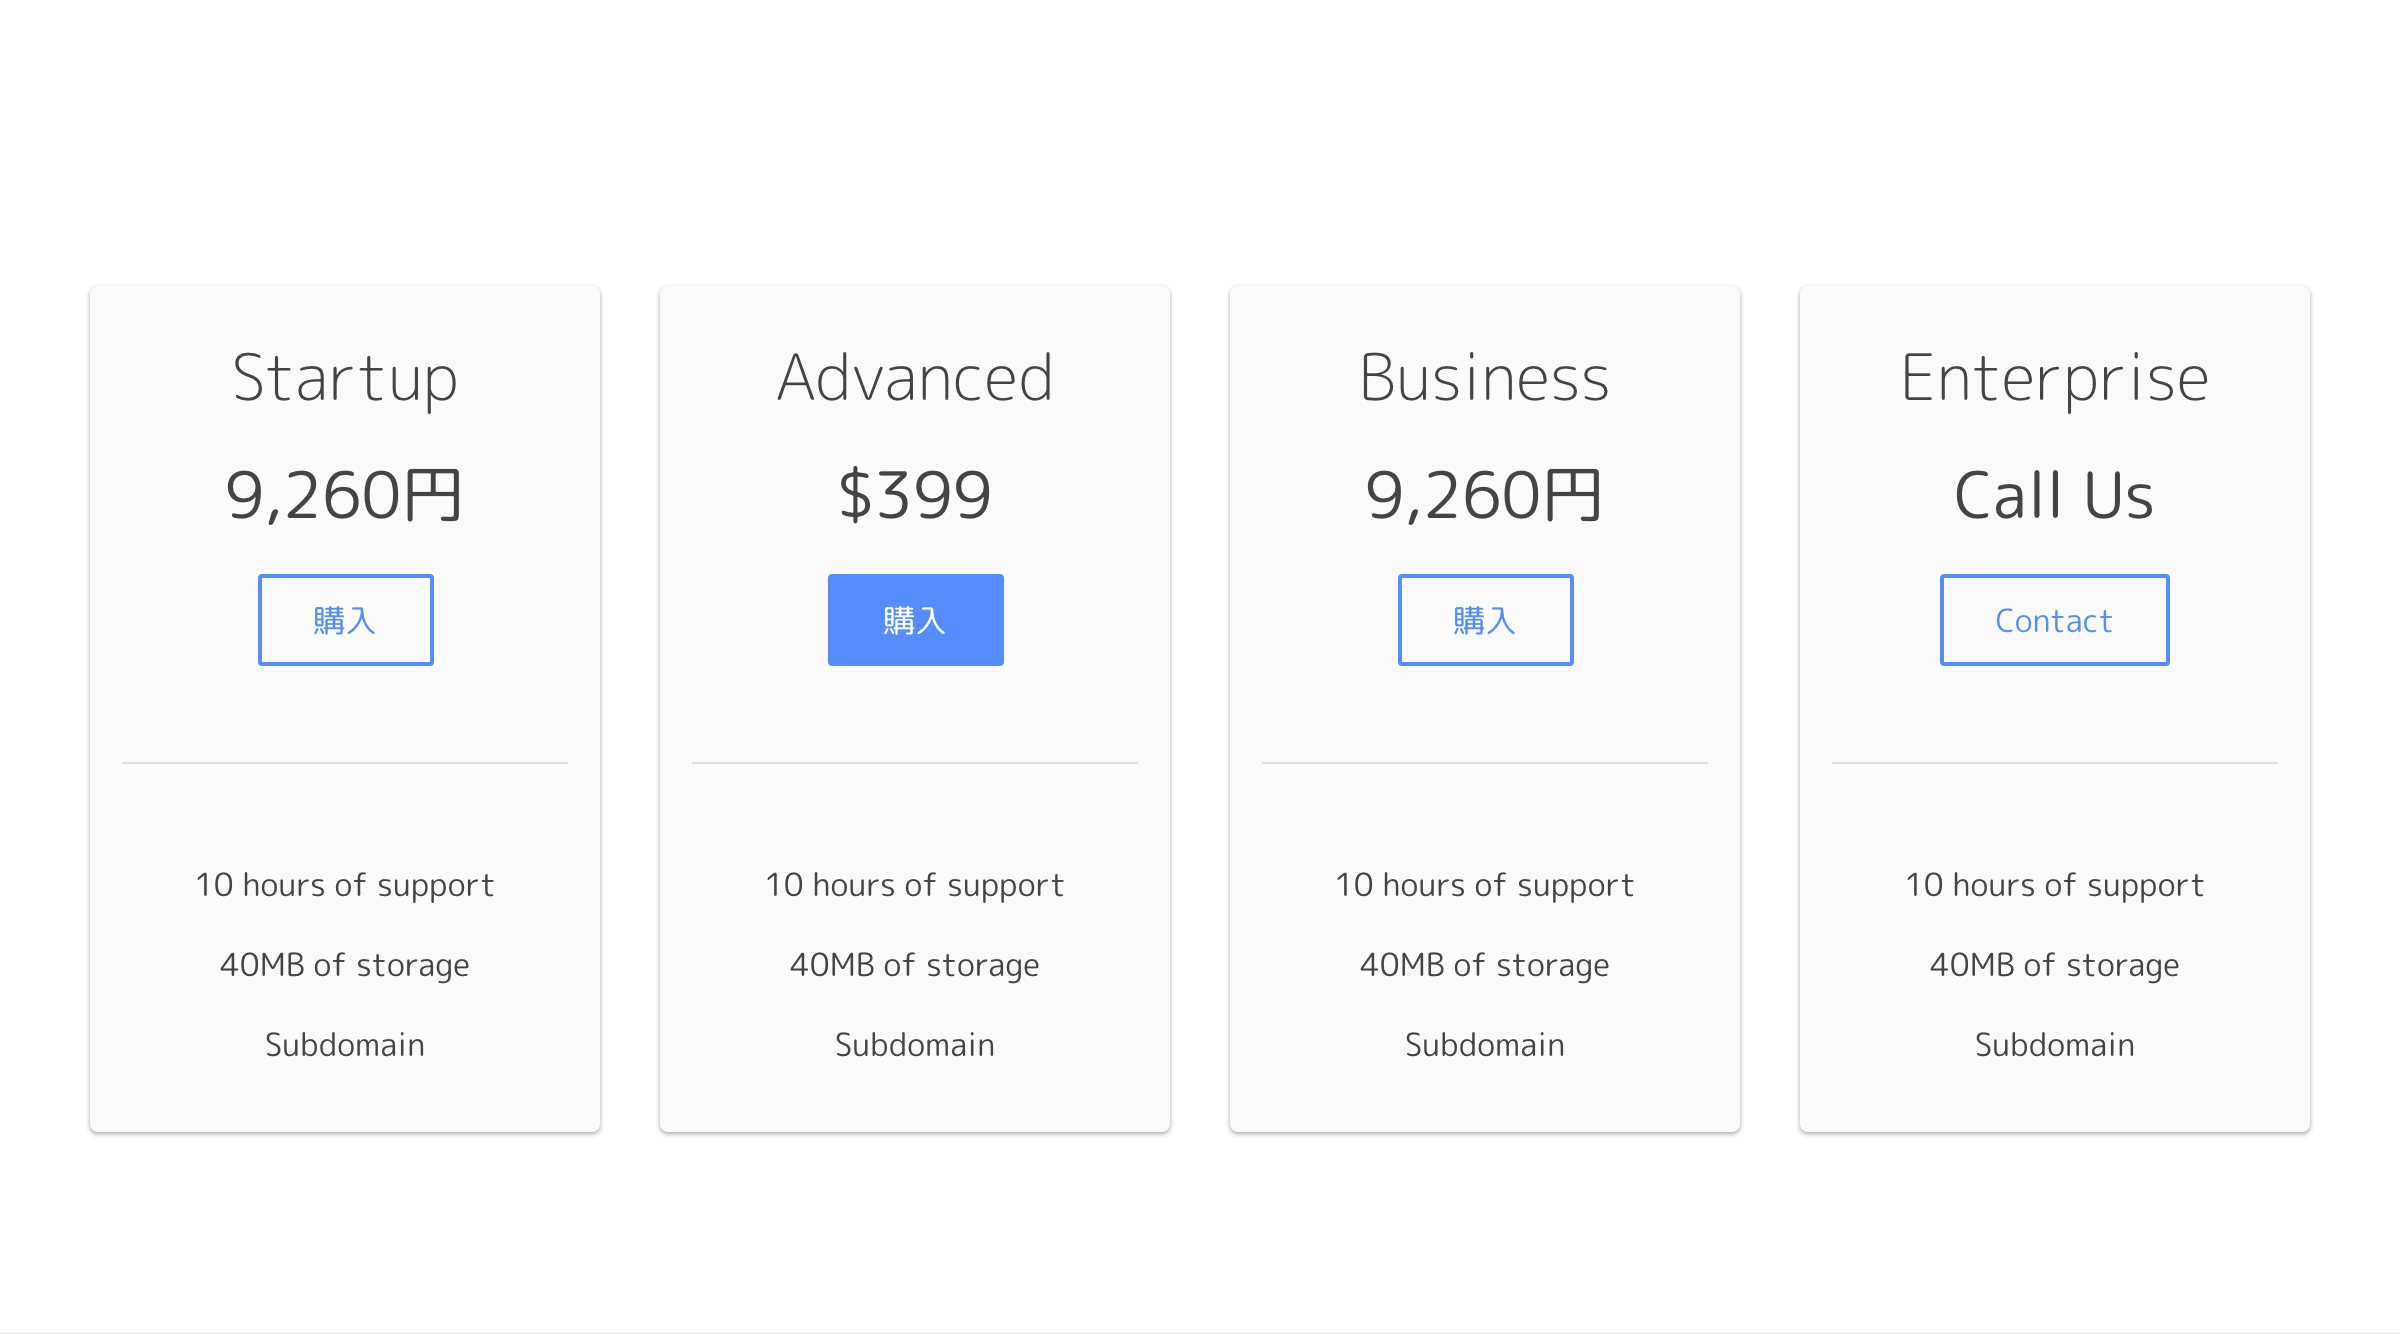 Startup
9,260円
購入
10 hours of support
40MB of storage
Subdomain
Advanced
$399
購入
10 hours of support
40MB of storage
Subdomain
Business
9,260円
購入
10 hours of support
40MB of storage
Subdomain
Enterprise
Call Us
Contact
10 hours of support
40MB of storage
Subdomain